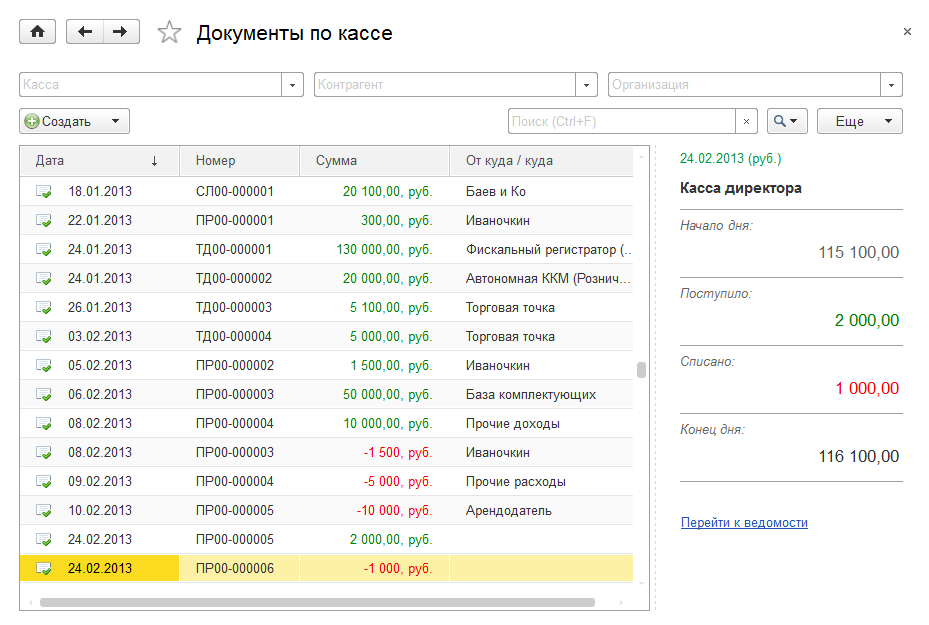 Документы по кассе
Касса
Контрагент
Организация
Создать
Поиск (Ctrl+F)
Еще
Дата ↓ Номер Сумма От куда / куда
18.01.2013 СЛ00-000001 20 100,00, руб. Баев и Ко
22.01.2013 ПР00-000001 300,00, руб. Иваночкин
24.01.2013 ТД00-000001 130 000,00, руб. Фискальный регистратор (..
24.01.2013 ТД00-000002 20 000,00, руб. Автономная ККМ (Рознич...
26.01.2013 ТД00-000003 5 100,00, руб. Торговая точка
03.02.2013 ТД00-000004 5 000,00, руб. Торговая точка
05.02.2013 ПР00-000002 1 500,00, руб. Иваночкин
06.02.2013 ПР00-000003 50 000,00, руб. База комплектующих
08.02.2013 ПР00-000004 10 000,00, руб. Прочие доходы
08.02.2013 ПР00-000003 -1 500, руб. Иваночкин
09.02.2013 ПР00-000004 -5 000, руб. Прочие расходы
10.02.2013 ПР00-000005 -10 000, руб. Арендодатель
24.02.2013 ПР00-000005 2 000,00, руб.
24.02.2013 ПР00-000006 -1 000, руб.
24.02.2013 (руб.)
Касса директора
Начало дня:
115 100,00
Поступило:
2 000,00
Списано:
1 000,00
Конец дня:
116 100,00
Перейти к ведомости